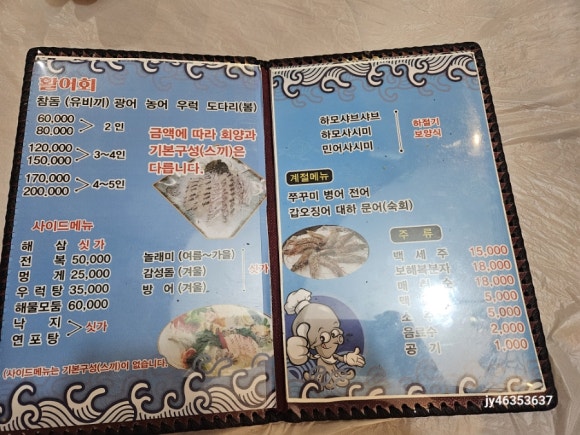 활어회
참돔 (유비끼) 광어 농어 우럭 도다리(봄)
60,000
80,000 > 2인
120,000
150,000 > 3~4인
170,000
200,000 > 4~5인
금액에 따라 회양과
기본구성(스끼)은
다릅니다.
사이드메뉴
해 삼 싯가
전 복 50,000
멍 게 25,000
우럭탕 35,000
해물모둠 60,000
낙 지
연포탕 > 싯가
놀래미 (여름~가을)
감성돔 (겨울)
방 어 (겨울)
싯가
(사이드메뉴는 기본구성(스끼)이 없습니다.
하모샤브샤브
하모사시미
민어사시미
하절기
보양식
계절메뉴
쭈꾸미 병어 전어
갑오징어 대하 문어(숙회)
주 류
백 세 주 15,000
보해복분자 18,000
매 주 18,000
5,000
소 5,000
음료수 2,000
공 기 1,000
jy46353637